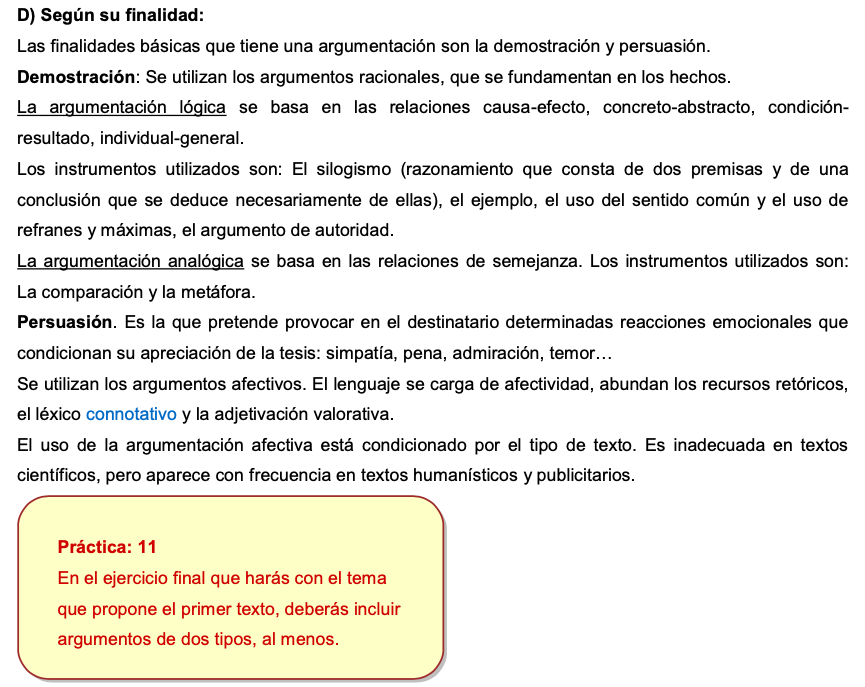 D) Según su finalidad:
Las finalidades básicas que tiene una argumentación son la demostración y persuasión.
Demostración: Se utilizan los argumentos racionales, que se fundamentan en los hechos.
La argumentación lógica se basa en las relaciones causa-efecto, concreto-abstracto, condición-
resultado, individual-general.
Los instrumentos utilizados son: El silogismo (razonamiento que consta de dos premisas y de una
conclusión que se deduce necesariamente de ellas), el ejemplo, el uso del sentido común y el uso de
refranes y máximas, el argumento de autoridad.
La argumentación analógica se basa en las relaciones de semejanza. Los instrumentos utilizados son:
La comparación y la metáfora.
Persuasión. Es la que pretende provocar en el destinatario determinadas reacciones emocionales que
condicionan su apreciación de la tesis: simpatía, pena, admiración, temor…
Se utilizan los argumentos afectivos. El lenguaje se carga de afectividad, abundan los recursos retóricos,
el léxico connotativo y la adjetivación valorativa.
El uso de la argumentación afectiva está condicionado por el tipo de texto. Es inadecuada en textos
científicos, pero aparece con frecuencia en textos humanísticos y publicitarios.
Práctica: 11
En el ejercicio final que harás con el tema
que propone el primer texto, deberás incluir
argumentos de dos tipos, al menos.